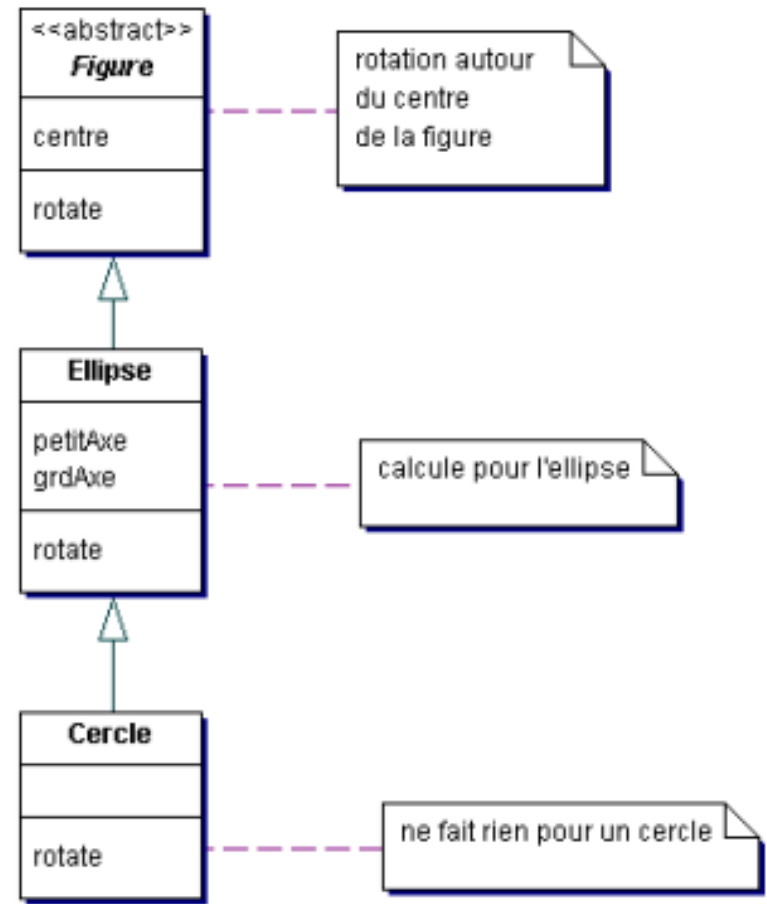 <<abstract>>
Figure
centre
rotate
rotation autour
du centre
de la figure
Ellipse
petitAxe
grdAxe
rotate
calcule pour l'ellipse
Cercle
rotate
ne fait rien pour un cercle